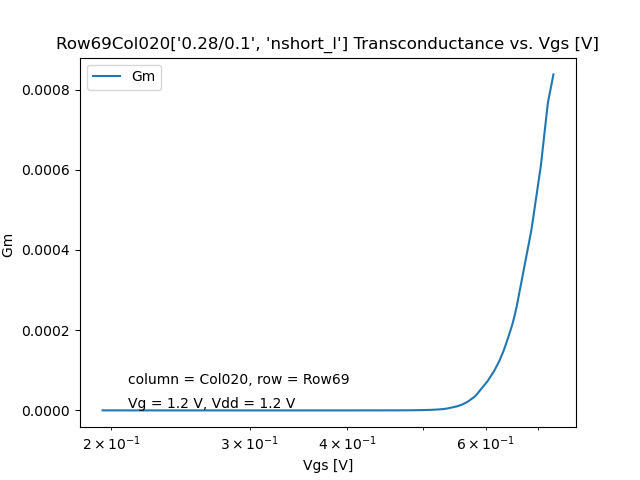 Row69Col020['0.28/0.1', 'nshort_l'] Transconductance vs. Vgs [V]
Gm
0.0008
0.0006
0.0004
0.0002
0.0000
Gm
column = Col020, row = Row69
Vg = 1.2 V, Vdd = 1.2 V
2 × 10⁻¹ 3 × 10⁻¹ 4 × 10⁻¹ 6 × 10⁻¹
Vgs [V]